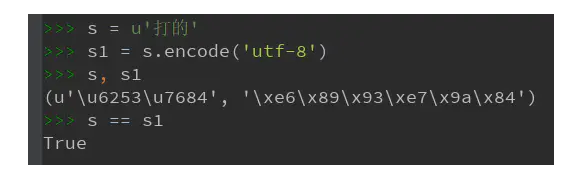 >>> s = u'打的'
>>> s1 = s.encode('utf-8')
>>> s, s1
(u'\u6253\u7684', '\xe6\x89\x93\xe7\x9a\x84')
>>> s == s1
True